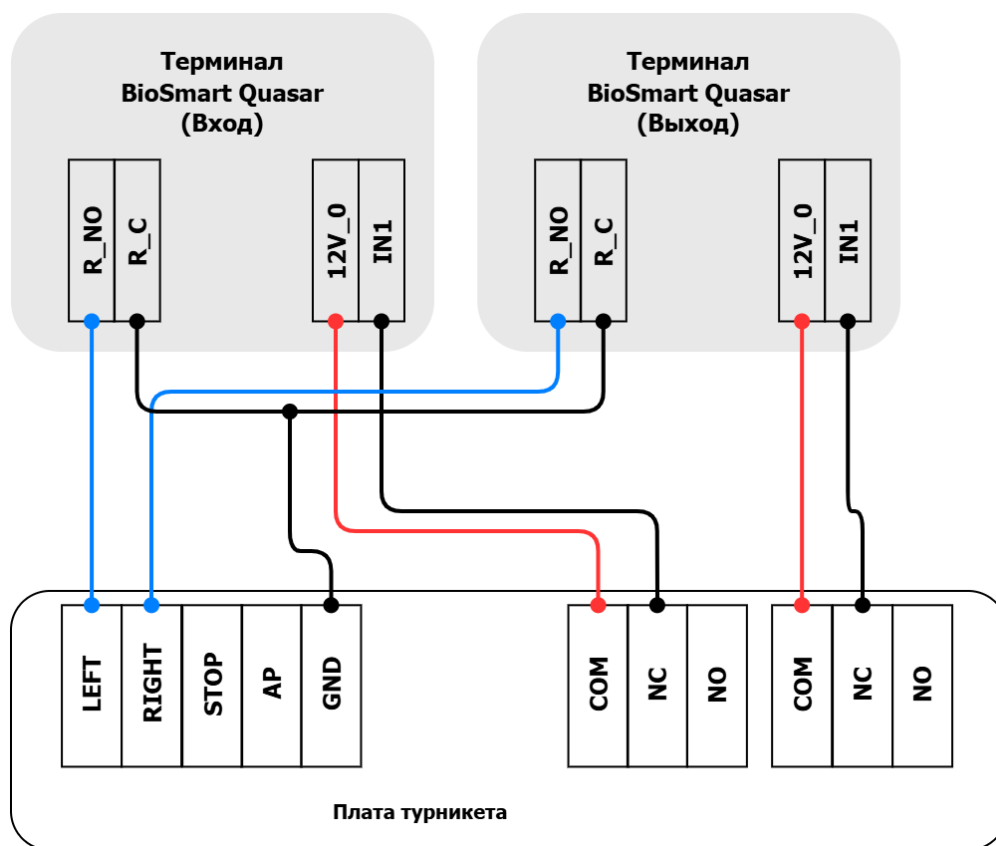 Терминал
BioSmart Quasar
(Вход)
Терминал
BioSmart Quasar
(Выход)
R_NO
R_C
12V_0
IN1
R_NO
R_C
12V_0
IN1
LEFT
RIGHT
STOP
AP
GND
COM
NC
NO
COM
NC
NO
Плата турникета